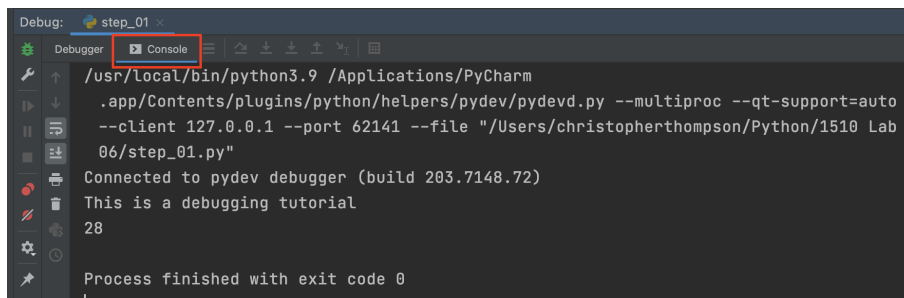 Debug: step_01
Debugger Console
/usr/local/bin/python3.9 /Applications/PyCharm
.app/Contents/plugins/python/helpers/pydev/pydevd.py --multiproc --qt-support=auto
--client 127.0.0.1 --port 62141 --file "/Users/christopherthompson/Python/1510 Lab
06/step_01.py"
Connected to pydev debugger (build 203.7148.72)
This is a debugging tutorial
28
Process finished with exit code 0